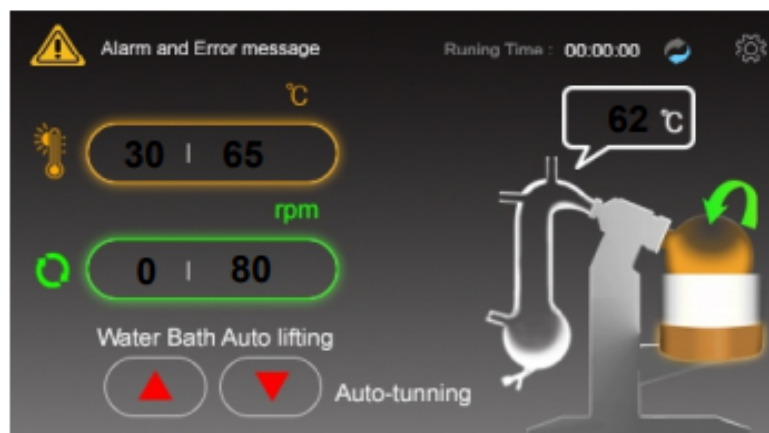 Alarm and Error message
Runing Time : 00:00:00
℃
62 ℃
30 | 65
rpm
0 | 80
Water Bath Auto lifting
Auto-tunning